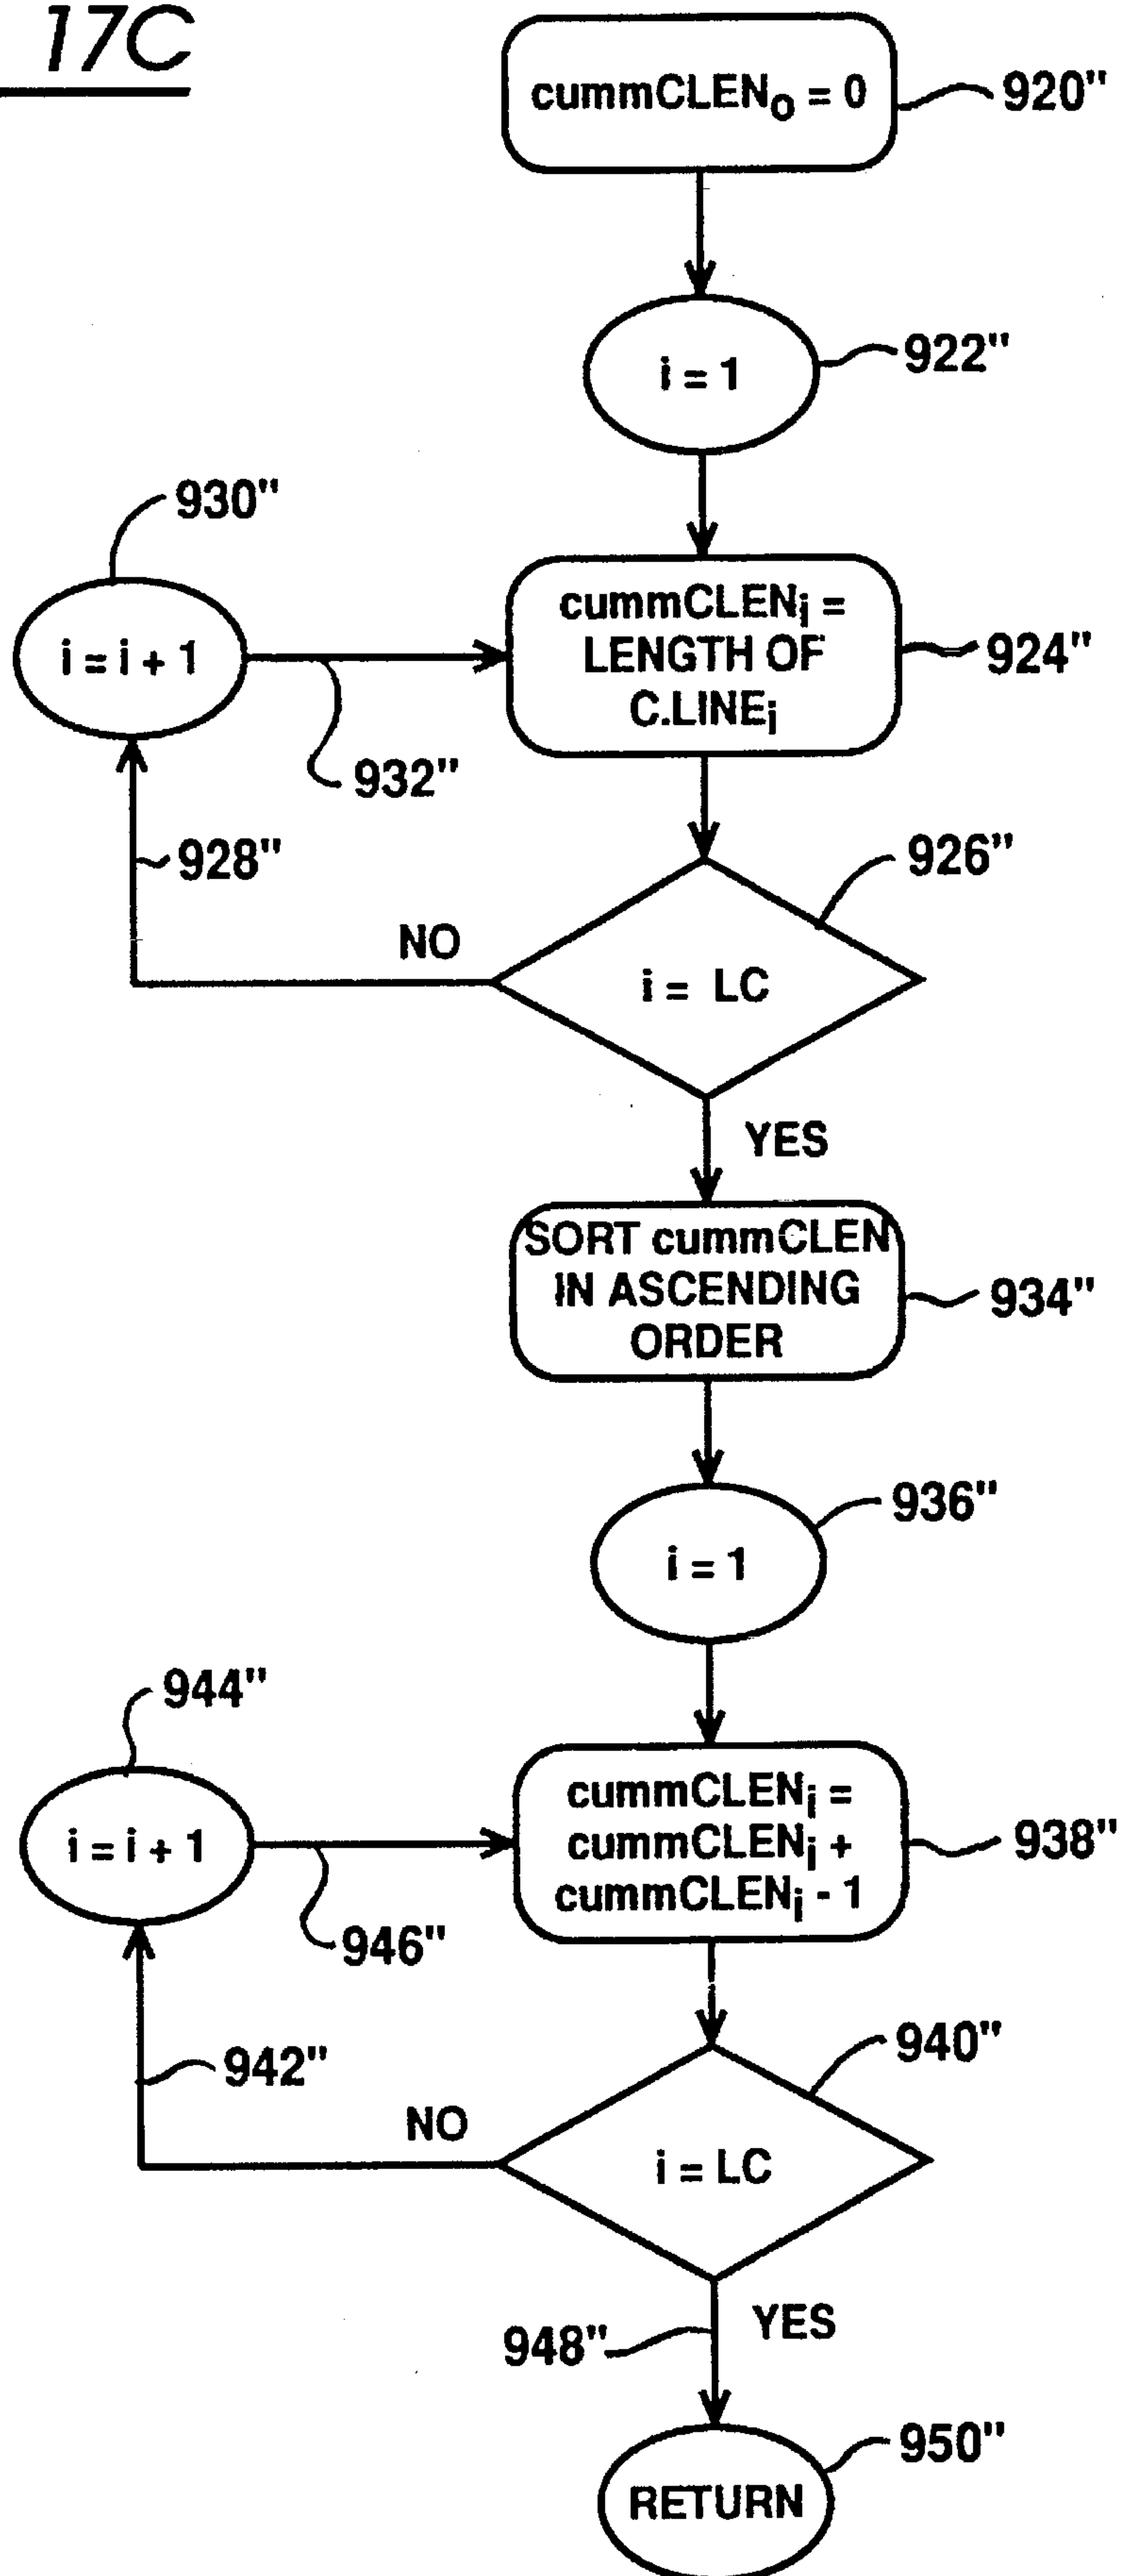 17C
cummCLEN₀ = 0
920"
i = 1
922"
930"
i = i + 1
cummCLENᵢ =
LENGTH OF
C.LINEᵢ
924"
932"
928"
926"
NO
i = LC
YES
SORT cummCLEN
IN ASCENDING
ORDER
934"
936"
i = 1
944"
i = i + 1
cummCLENᵢ =
cummCLENᵢ +
cummCLENᵢ - 1
938"
946"
940"
942"
NO
i = LC
948"
YES
950"
RETURN